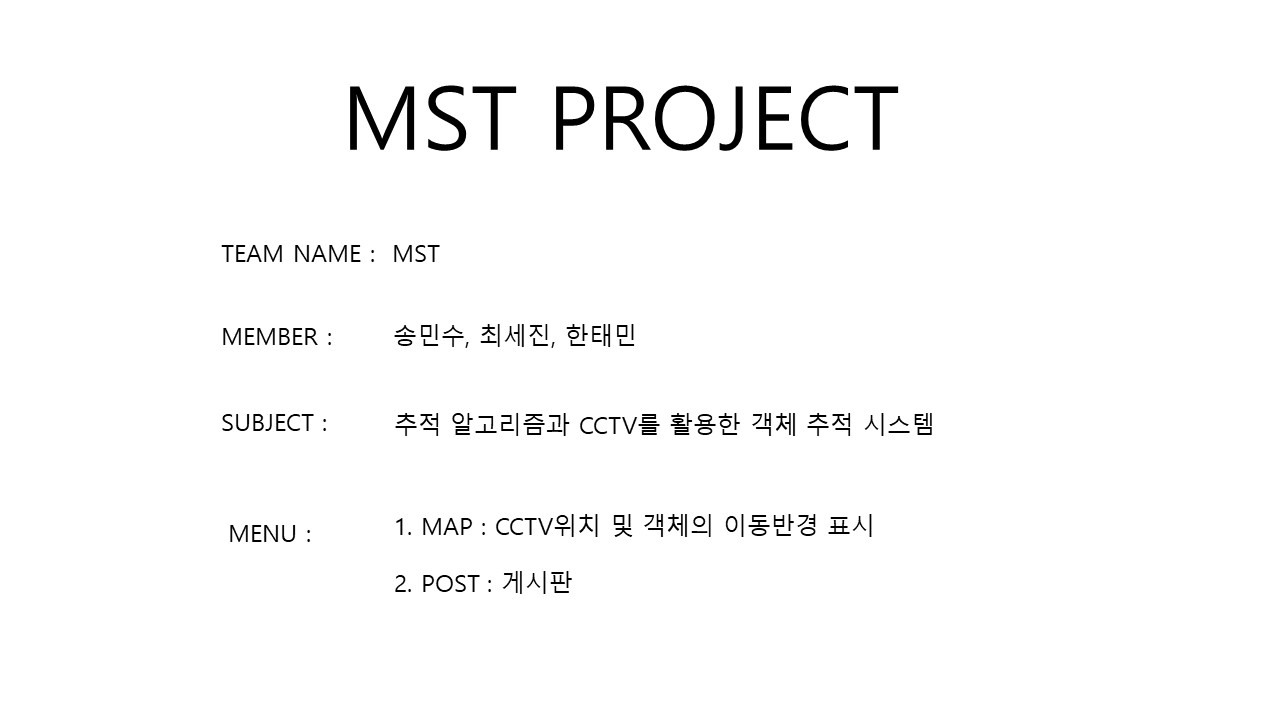 MST PROJECT
TEAM NAME : MST
MEMBER : 송민수, 최세진, 한태민
SUBJECT : 추적 알고리즘과 CCTV를 활용한 객체 추적 시스템
MENU : 1. MAP : CCTV위치 및 객체의 이동반경 표시
2. POST : 게시판